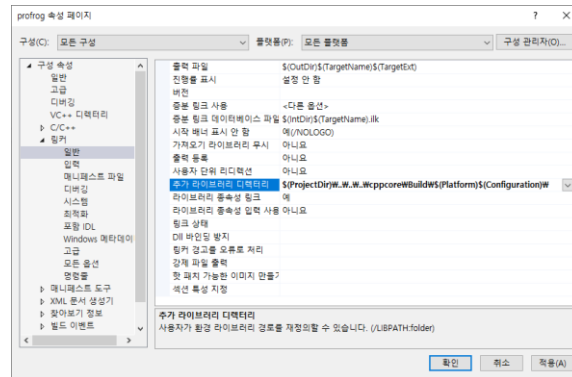 profrog 속성 페이지
? ×
구성(C): 모든 구성 플랫폼(P): 모든 플랫폼 구성 관리자(O)...
구성 속성
일반
고급
디버깅
VC++ 디렉터리
C/C++
링커
일반
입력
매니페스트 파일
디버깅
시스템
최적화
포함 IDL
Windows 메타데이
고급
모든 옵션
명령줄
매니페스트 도구
XML 문서 생성기
찾아보기 정보
빌드 이벤트
출력 파일 $(OutDir)$(TargetName)$(TargetExt)
진행률 표시 설정 안 함
버전
증분 링크 사용 <다른 옵션>
증분 링크 데이터베이스 파일 $(IntDir)$(TargetName).ilk
시작 배너 표시 안 함 예(/NOLOGO)
가져오기 라이브러리 무시 아니요
출력 등록 아니요
사용자 단위 리디렉션 아니요
추가 라이브러리 디렉터리 $(ProjectDir)₩..₩..₩..₩cppcore₩Build₩$(Platform)$(Configuration)₩
라이브러리 종속성 링크 예
라이브러리 종속성 입력 사용 아니요
링크 상태
Dll 바인딩 방지
링커 경고를 오류로 처리
강제 파일 출력
핫 패치 가능한 이미지 만들기
섹션 특성 지정
추가 라이브러리 디렉터리
사용자가 환경 라이브러리 경로를 재정의할 수 있습니다. (/LIBPATH:folder)
확인 취소 적용(A)